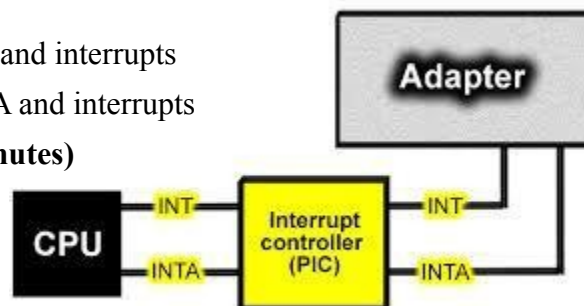 and interrupts
A and interrupts
nutes)
Adapter
INT
INT
CPU
Interrupt
controller
(PIC)
INTA
INTA